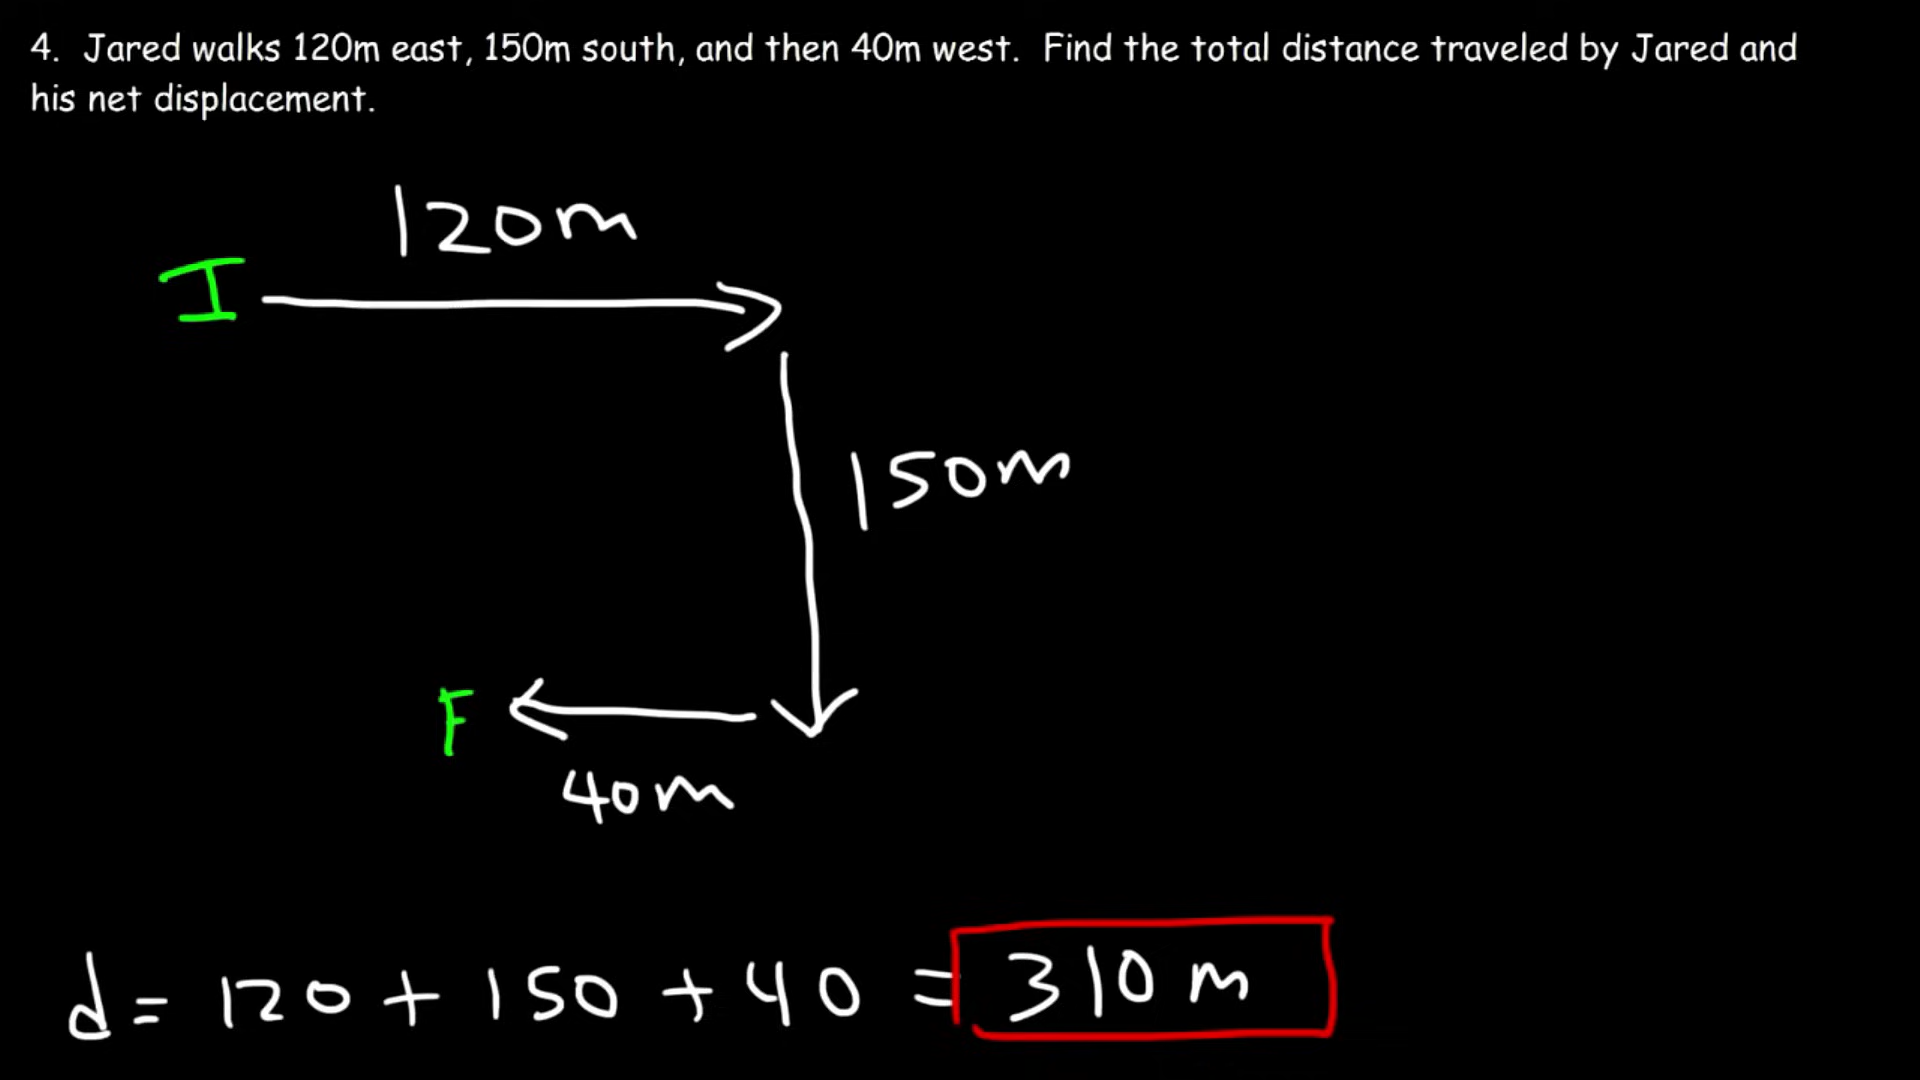 4. Jared walks 120m east, 150m south, and then 40m west. Find the total distance traveled by Jared and
his net displacement.
120m
I
150m
F
40m
d = 120 + 150 + 40 = 310 m